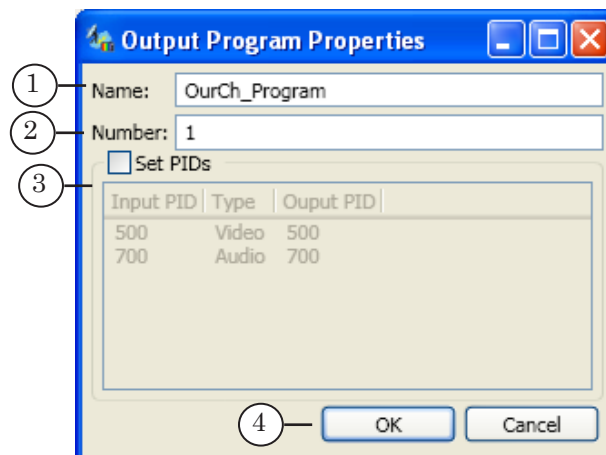 Output Program Properties
1 Name: OurCh_Program
2 Number: 1
Set PIDs
3
Input PID Type Ouput PID
500 Video 500
700 Audio 700
4 OK Cancel